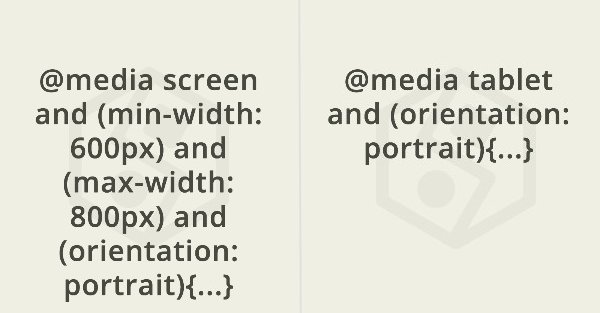 @media screen
and (min-width:
600px) and
(max-width:
800px) and
(orientation:
portrait){...}
@media tablet
and (orientation:
portrait){...}